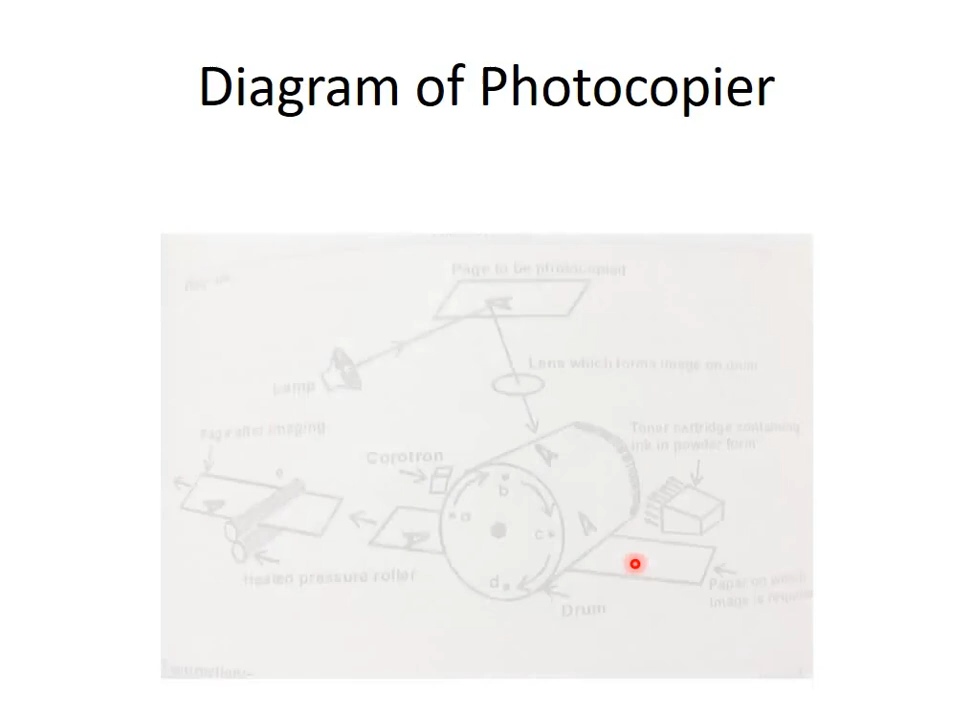 Diagram of Photocopier
Page to be photocopied
Lens which forms image on drum
Lamp
Page after imaging
Toner cartridge containing
ink in powder form
Corotron
e
b
a
c
A
A
A
A
A
d
Heated pressure roller
Drum
Paper on which
image is